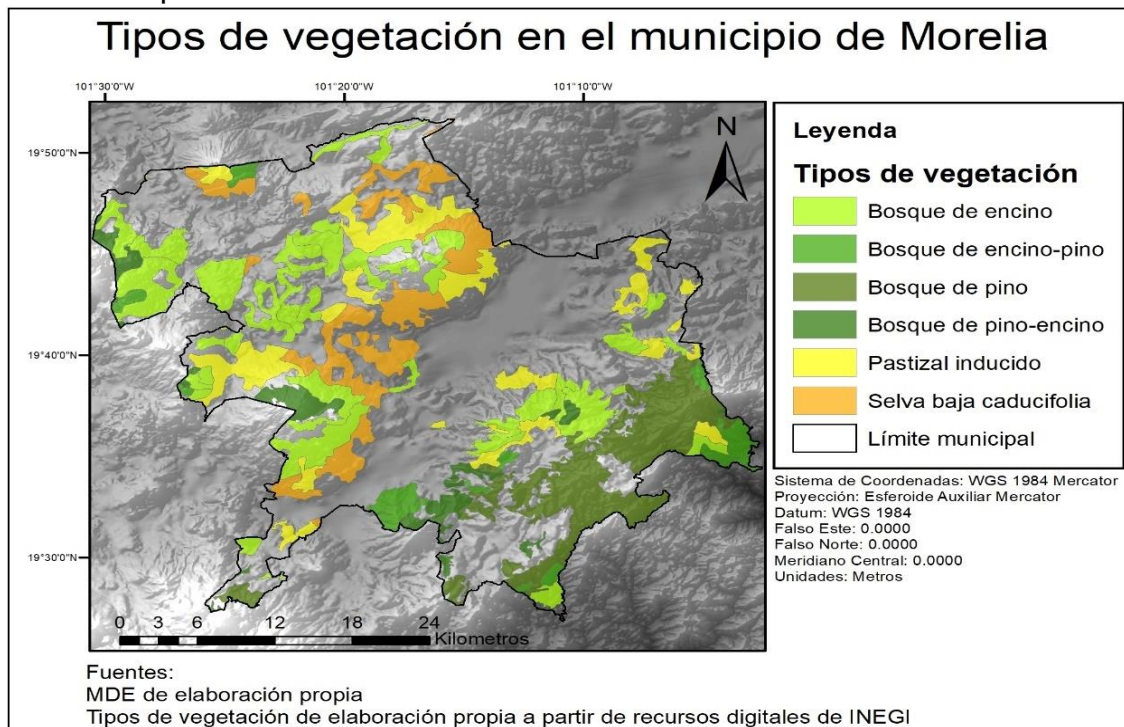 Tipos de vegetación en el municipio de Morelia
101°30'0"W 101°20'0"W 101°10'0"W
19°50'0"N
19°40'0"N
19°30'0"N
N
0 3 6 12 18 24
Kilometros
Leyenda
Tipos de vegetación
Bosque de encino
Bosque de encino-pino
Bosque de pino
Bosque de pino-encino
Pastizal inducido
Selva baja caducifolia
Límite municipal
Sistema de Coordenadas: WGS 1984 Mercator
Proyección: Esferoide Auxiliar Mercator
Datum: WGS 1984
Falso Este: 0.0000
Falso Norte: 0.0000
Meridiano Central: 0.0000
Unidades: Metros
Fuentes:
MDE de elaboración propia
Tipos de vegetación de elaboración propia a partir de recursos digitales de INEGI